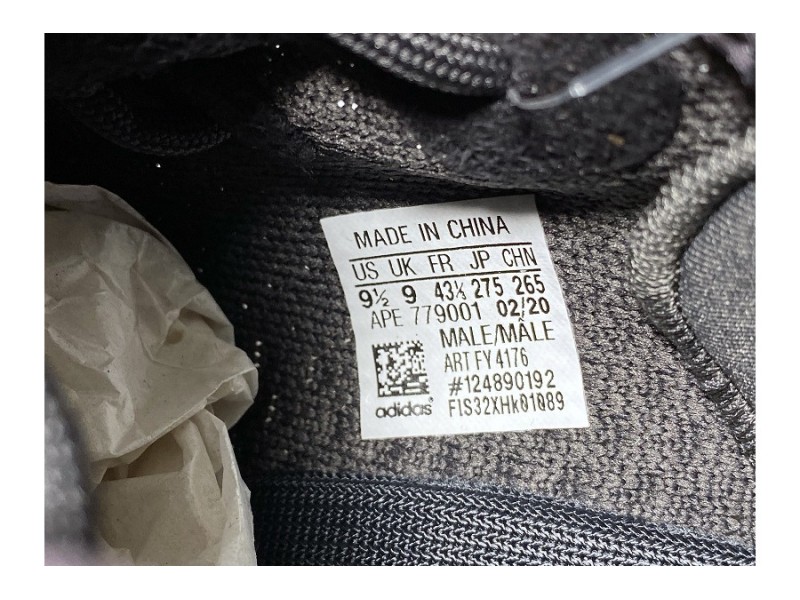 MADE IN CHINA
US UK FR JP CHN
9½ 9 43⅓ 275 265
APE 779001 02/20
MALE/MÂLE
ART FY4176
#124890192
adidas® FIS32XHk01089